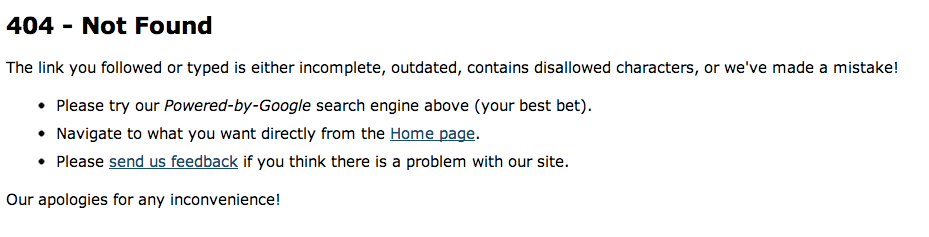 404 - Not Found
The link you followed or typed is either incomplete, outdated, contains disallowed characters, or we've made a mistake!
• Please try our Powered-by-Google search engine above (your best bet).
• Navigate to what you want directly from the Home page.
• Please send us feedback if you think there is a problem with our site.
Our apologies for any inconvenience!